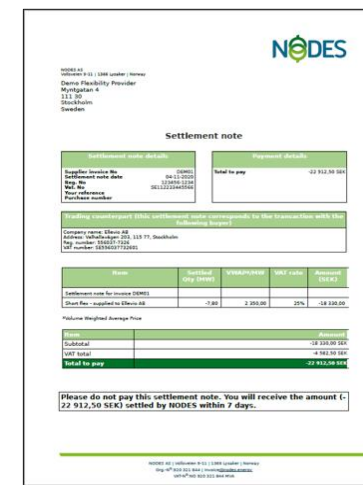 NODES
NODES AS
Vollsveien 9-11 | 1366 Lysaker | Norway
Demo Flexibility Provider
Myntgatan 4
111 30
Stockholm
Sweden
Settlement note
Settlement note details
Supplier invoice No DEM01
Settlement note date 04-11-2020
Reg. No 123456-1234
Vat. No SE112233445566
Your reference
Purchase number
Payment details
Total to pay -22 912,50 SEK
Trading counterpart (this settlement note corresponds to the transaction with the following buyer)
Company name: Ellevio AB
Address: Valhallavägen 203, 115 77, Stockholm
Reg. number: 556037-7326
VAT number: SE556037732601
Item Settled Qty (MW) VWAP*/MW VAT rate Amount (SEK)
Settlement note for invoice DEM01
Short flex - supplied to Ellevio AB -7,80 2 350,00 25% -18 330,00
*Volume Weighted Average Price
Item Amount
Subtotal -18 330,00 SEK
VAT total -4 582,50 SEK
Total to pay -22 912,50 SEK
Please do not pay this settlement note. You will receive the amount (-
22 912,50 SEK) settled by NODES within 7 days.
NODES AS | Vollsveien 9-11 | 1366 Lysaker | Norway